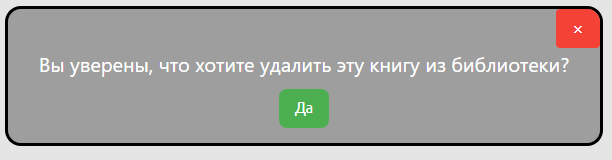 ×
Вы уверены, что хотите удалить эту книгу из библиотеки?
Да